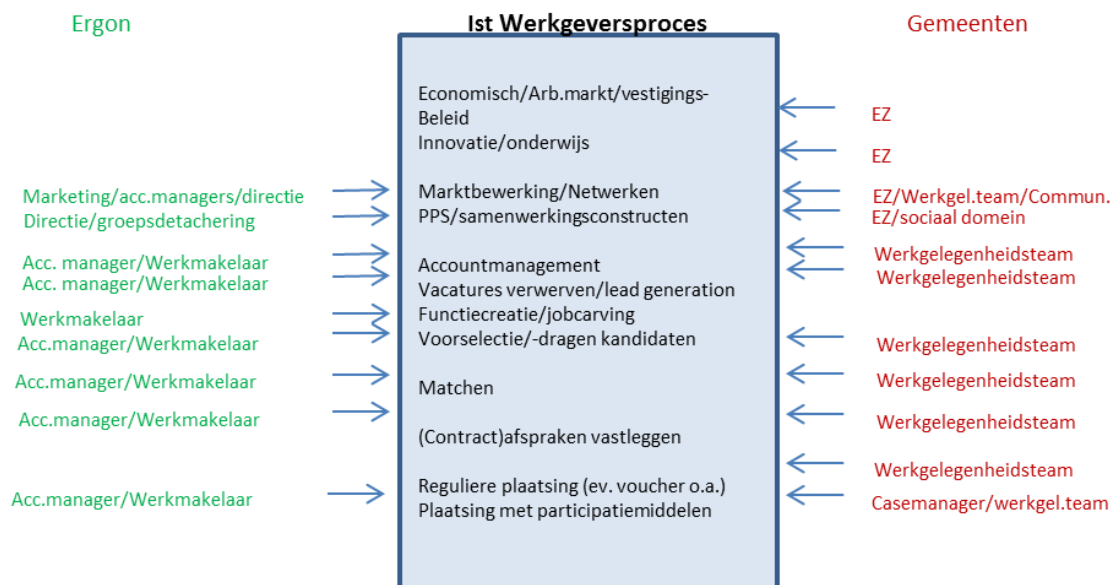 Ergon
Ist Werkgeversproces
Gemeenten
Economisch/Arb.markt/vestigings-
Beleid
EZ
Innovatie/onderwijs
EZ
Marketing/acc.managers/directie
Marktbewerking/Netwerken
EZ/Werkgel.team/Commun.
Directie/groepsdetachering
PPS/samenwerkingsconstructen
EZ/sociaal domein
Acc. manager/Werkmakelaar
Accountmanagement
Werkgelegenheidsteam
Acc. manager/Werkmakelaar
Vacatures verwerven/lead generation
Werkgelegenheidsteam
Werkmakelaar
Functiecreatie/jobcarving
Acc.manager/Werkmakelaar
Voorselectie/-dragen kandidaten
Werkgelegenheidsteam
Acc.manager/Werkmakelaar
Matchen
Werkgelegenheidsteam
Acc.manager/Werkmakelaar
(Contract)afspraken vastleggen
Werkgelegenheidsteam
Reguliere plaatsing (ev. voucher o.a.)
Werkgelegenheidsteam
Acc.manager/Werkmakelaar
Plaatsing met participatiemiddelen
Casemanager/werkgel.team